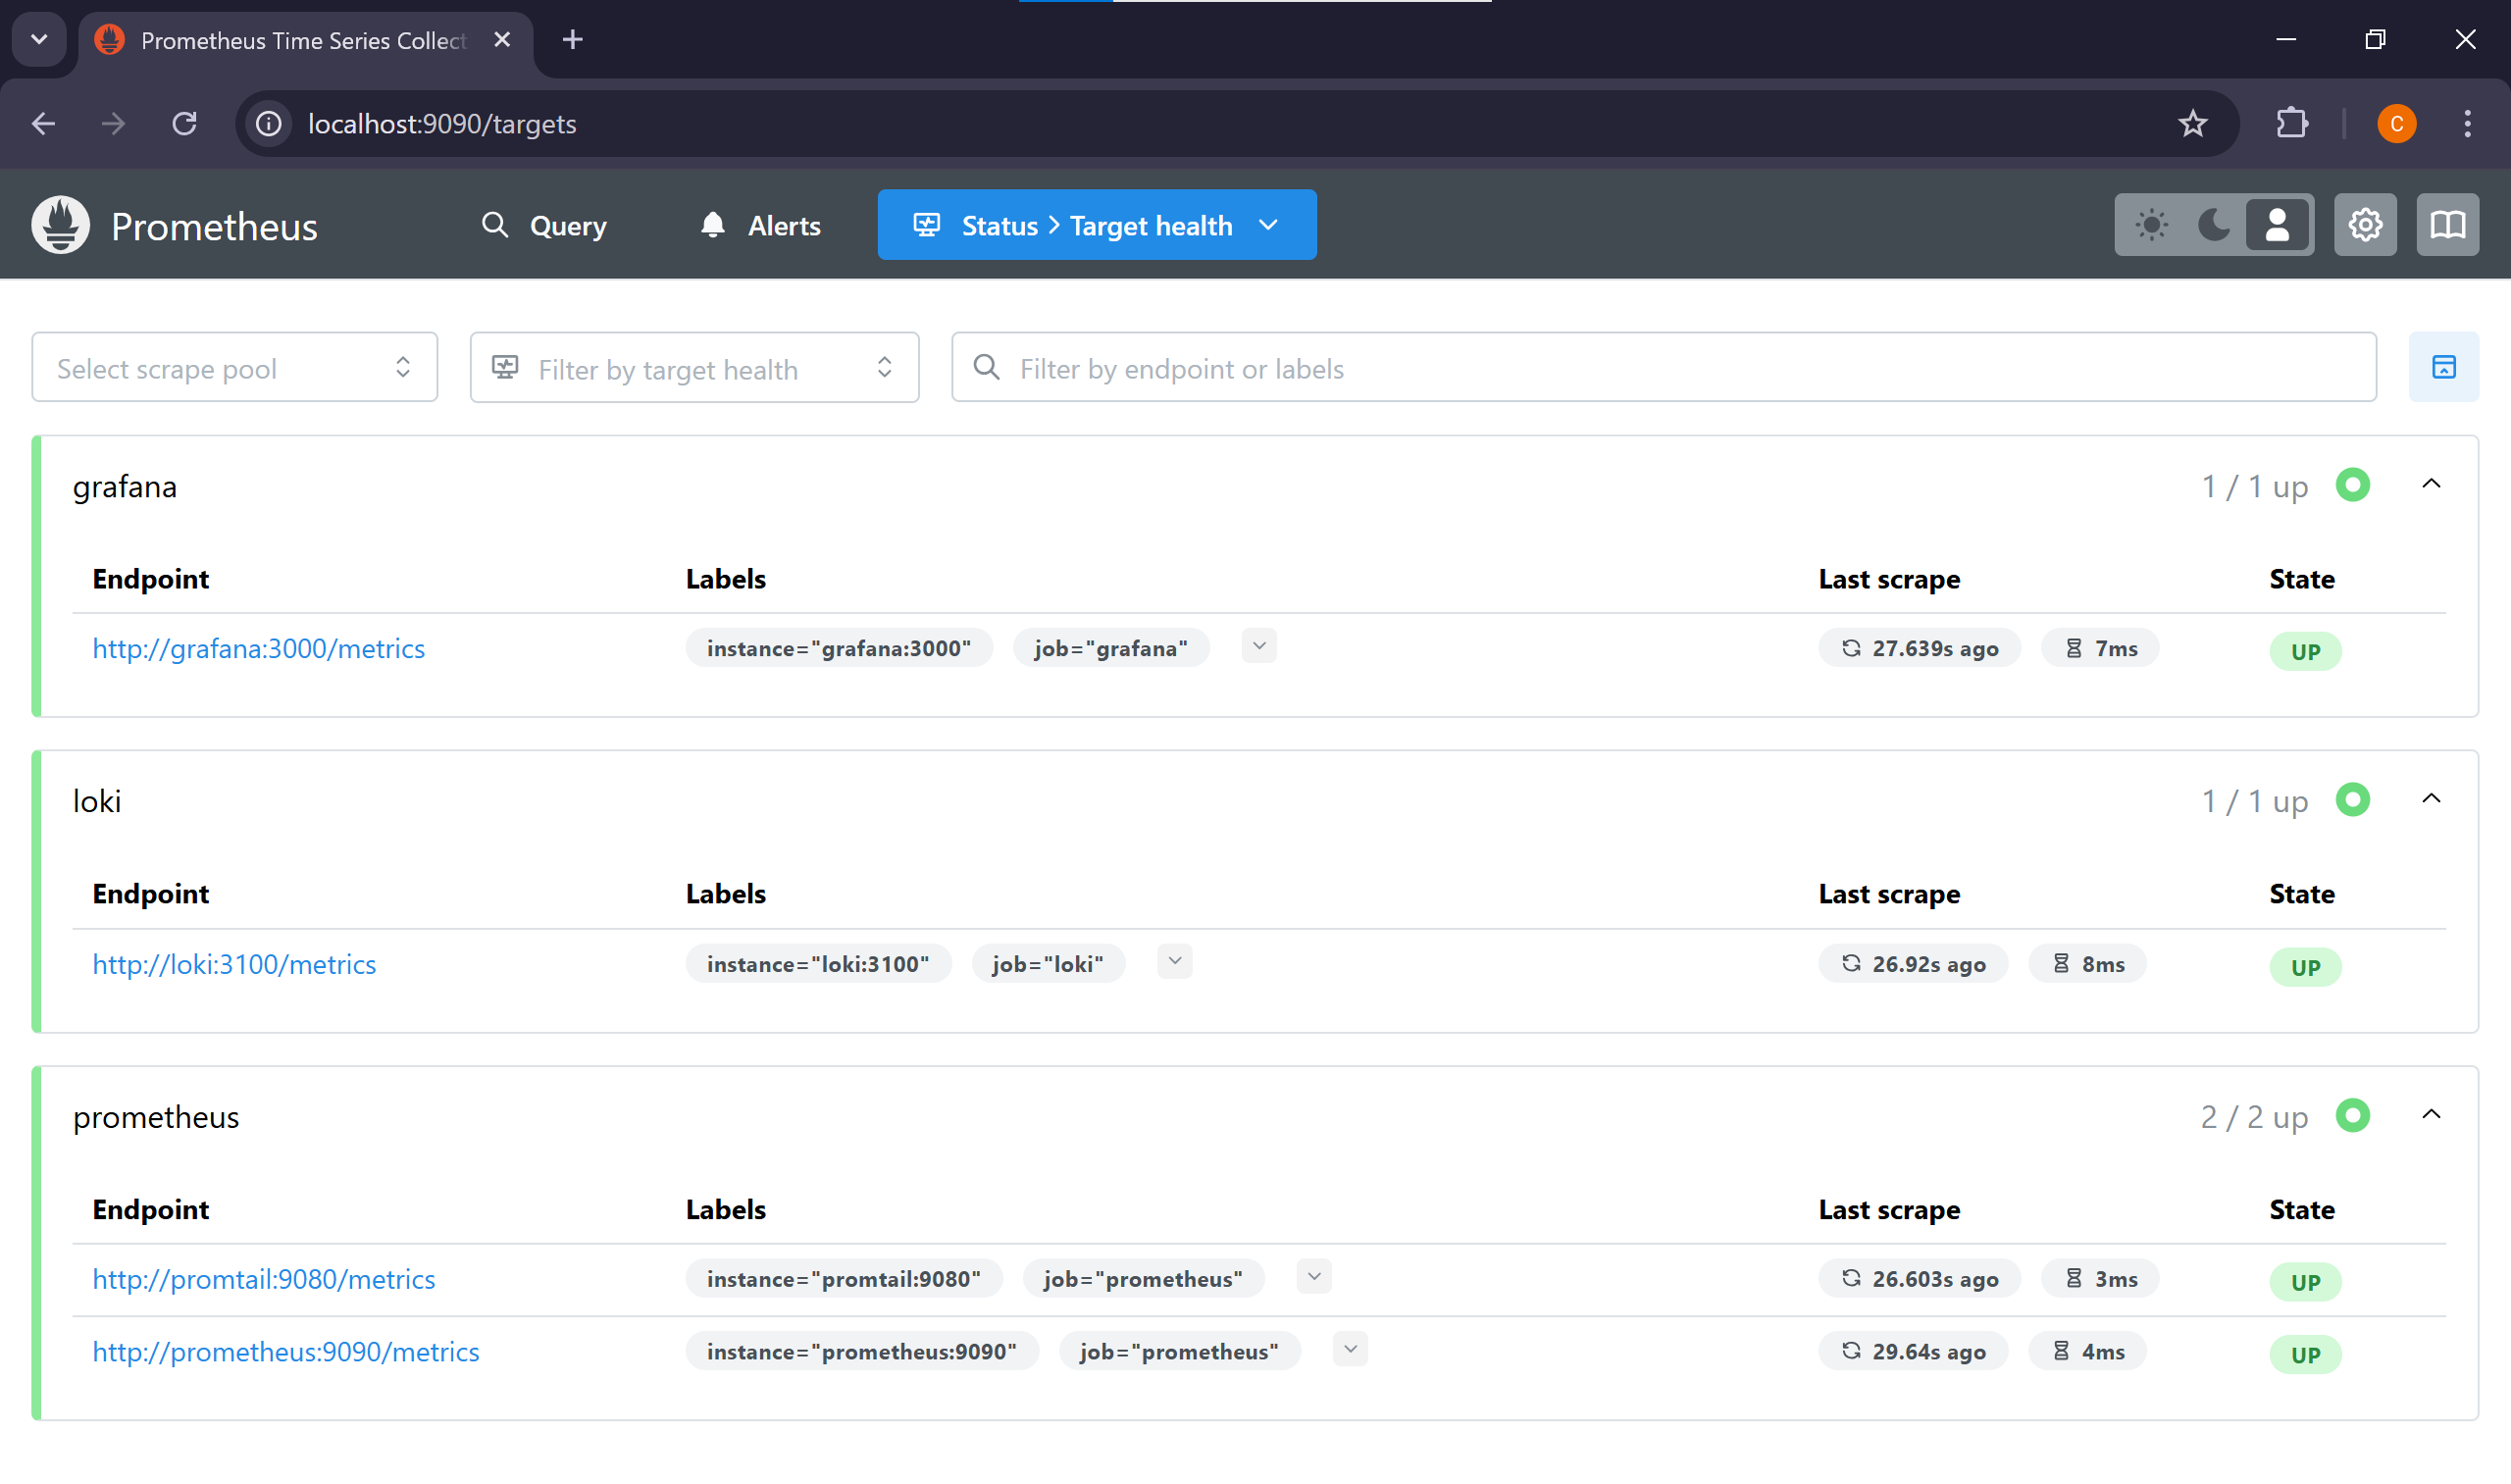 Prometheus Time Series Collect
localhost:9090/targets
C
Prometheus Query Alerts Status > Target health
Select scrape pool Filter by target health Filter by endpoint or labels
grafana 1 / 1 up
Endpoint Labels Last scrape State
http://grafana:3000/metrics instance="grafana:3000" job="grafana" 27.639s ago 7ms UP
loki 1 / 1 up
Endpoint Labels Last scrape State
http://loki:3100/metrics instance="loki:3100" job="loki" 26.92s ago 8ms UP
prometheus 2 / 2 up
Endpoint Labels Last scrape State
http://promtail:9080/metrics instance="promtail:9080" job="prometheus" 26.603s ago 3ms UP
http://prometheus:9090/metrics instance="prometheus:9090" job="prometheus" 29.64s ago 4ms UP